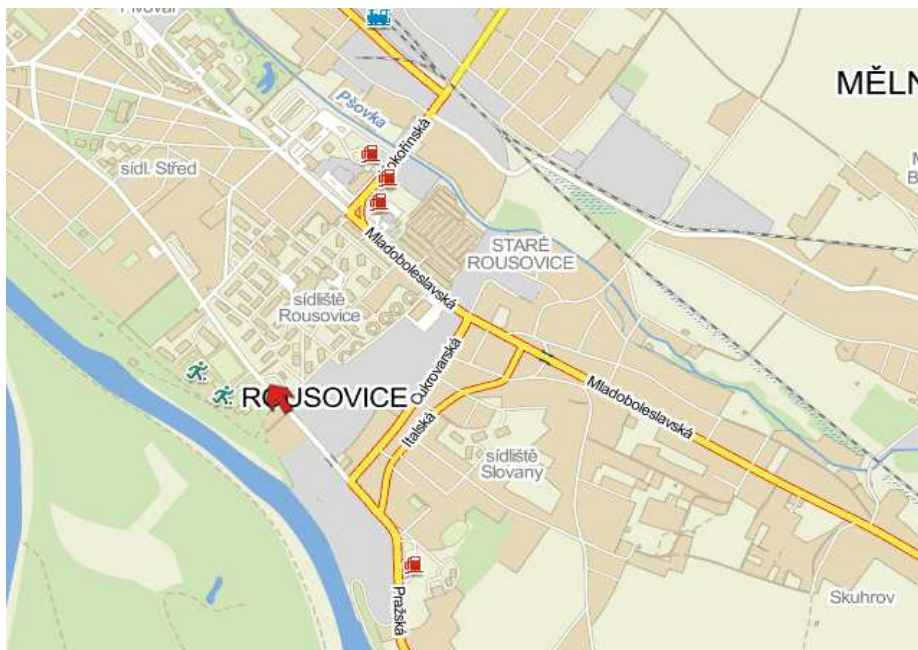 Pšovka
MĚLN
sídl. Střed
STARÉ
ROUSOVICE
Mladoboleslavská
sídliště
Rousovice
ROUSOVICE
Cukrovarská
Italská
Mladoboleslavská
sídliště
Slovany
Pražská
Skuhrov